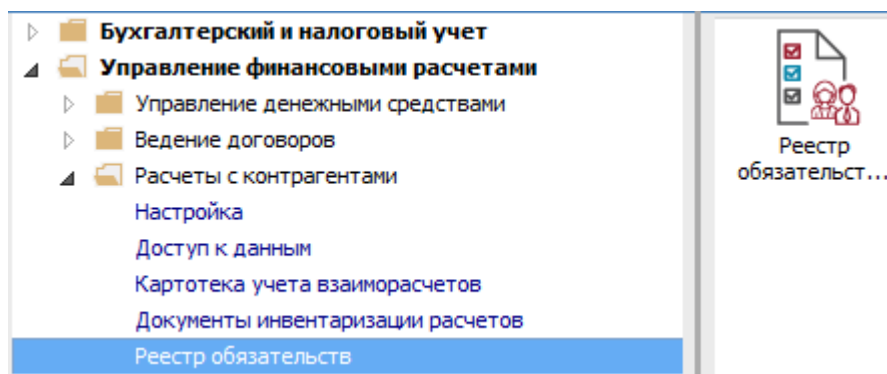 Бухгалтерский и налоговый учет
Управление финансовыми расчетами
Управление денежными средствами
Ведение договоров
Расчеты с контрагентами
Настройка
Доступ к данным
Картотека учета взаиморасчетов
Документы инвентаризации расчетов
Реестр обязательств
Реестр
обязательст...